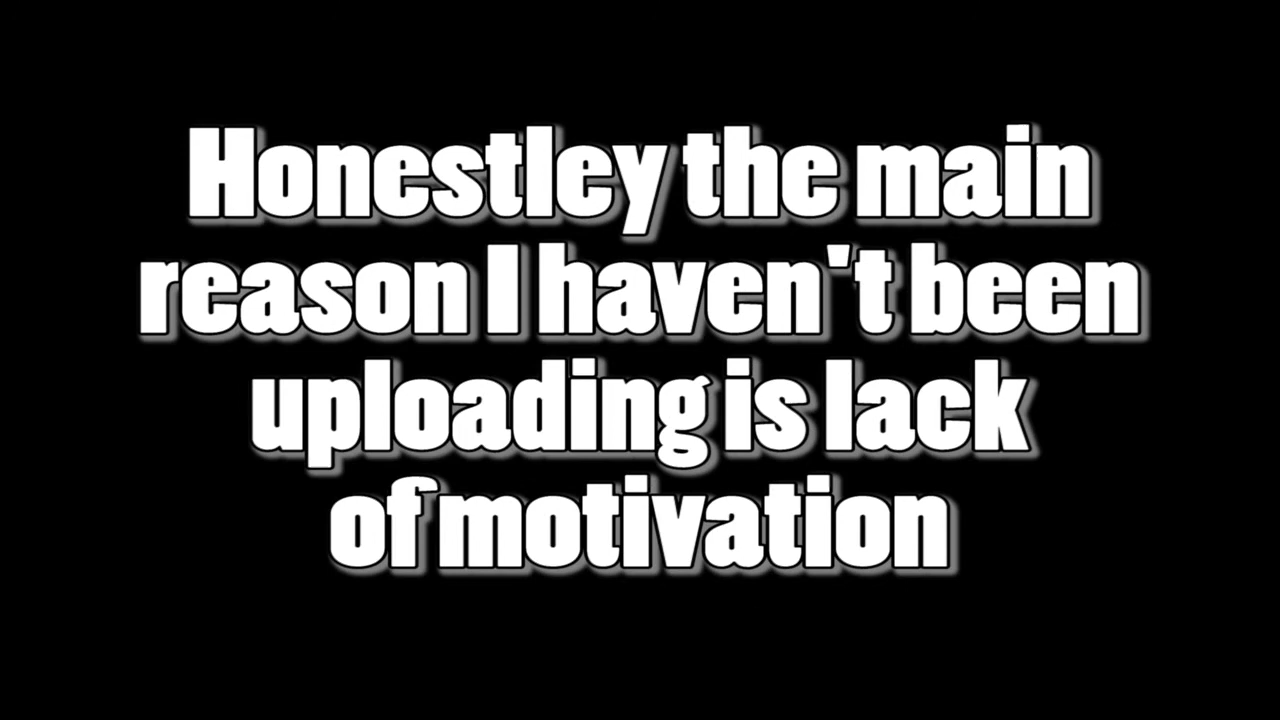 Honestley the main
reason I haven't been
uploading is lack
of motivation